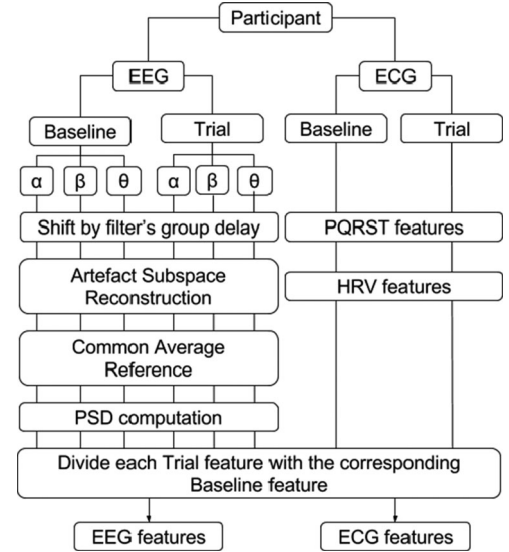 Participant
EEG
ECG
Baseline
Trial
Baseline
Trial
α
β
θ
α
β
θ
Shift by filter's group delay
PQRST features
Artefact Subspace
Reconstruction
HRV features
Common Average
Reference
PSD computation
Divide each Trial feature with the corresponding
Baseline feature
EEG features
ECG features